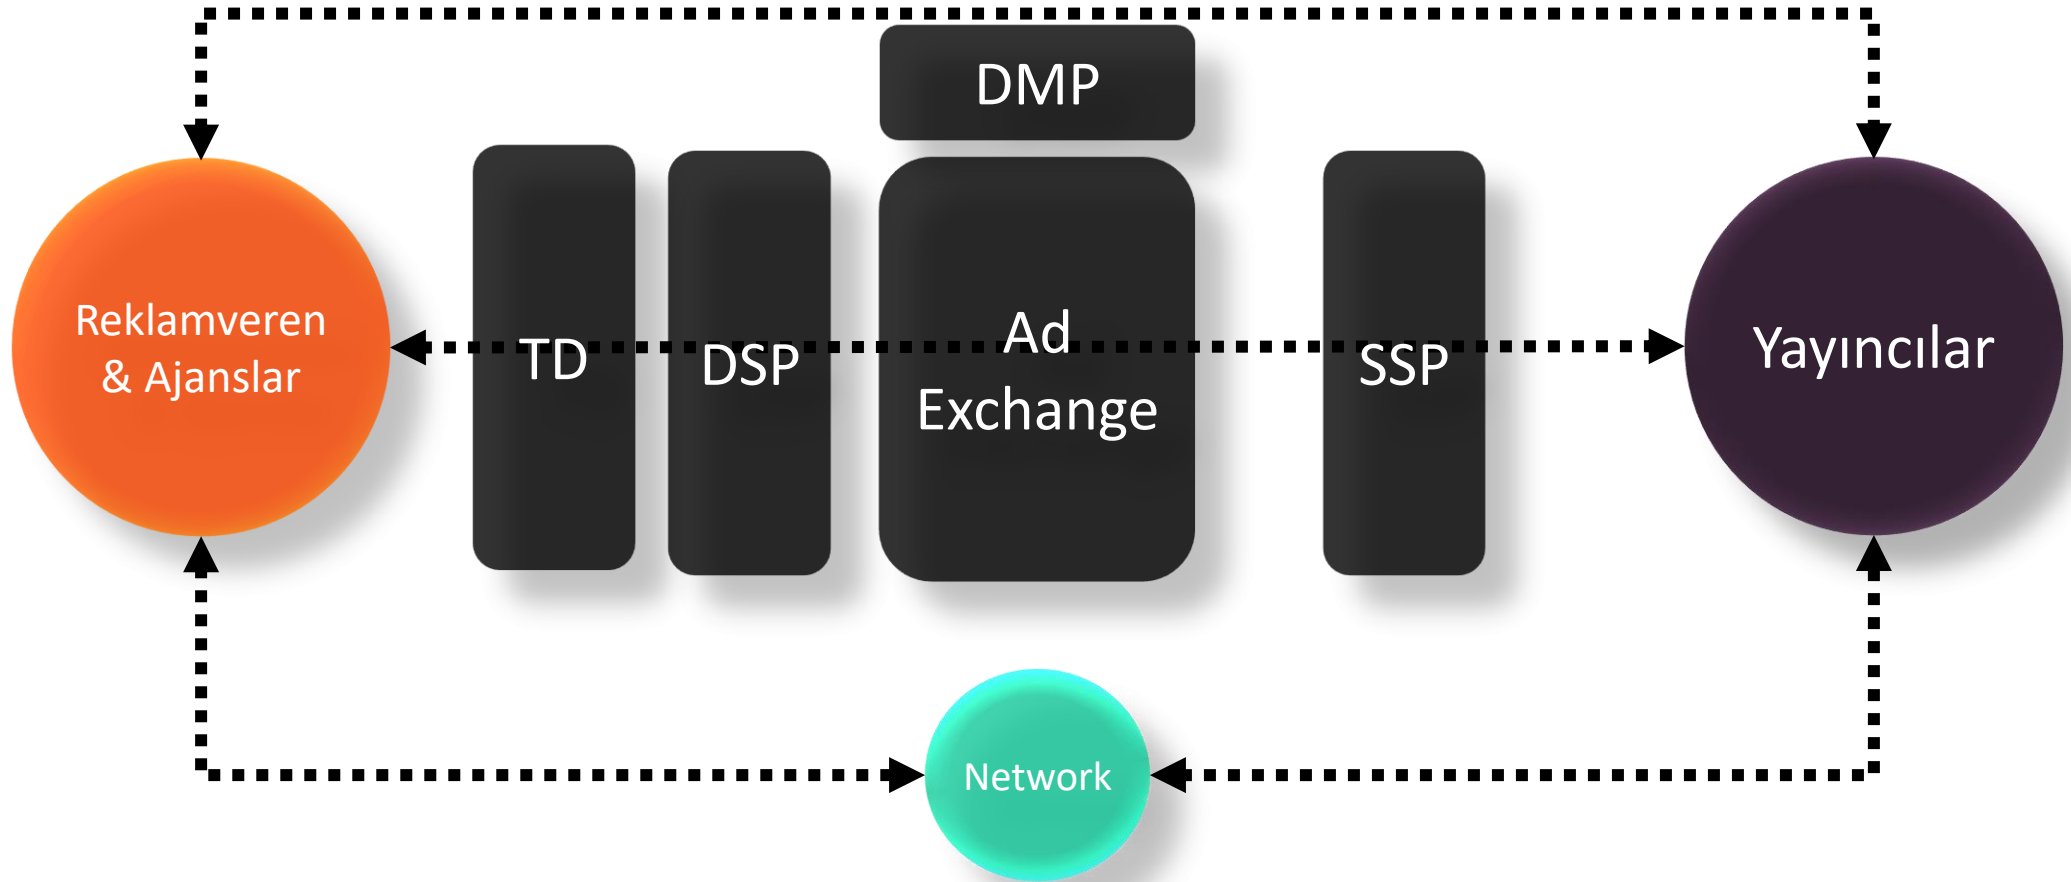 DMP
Reklamveren
& Ajanslar
TD
DSP
Ad
Exchange
SSP
Yayıncılar
Network